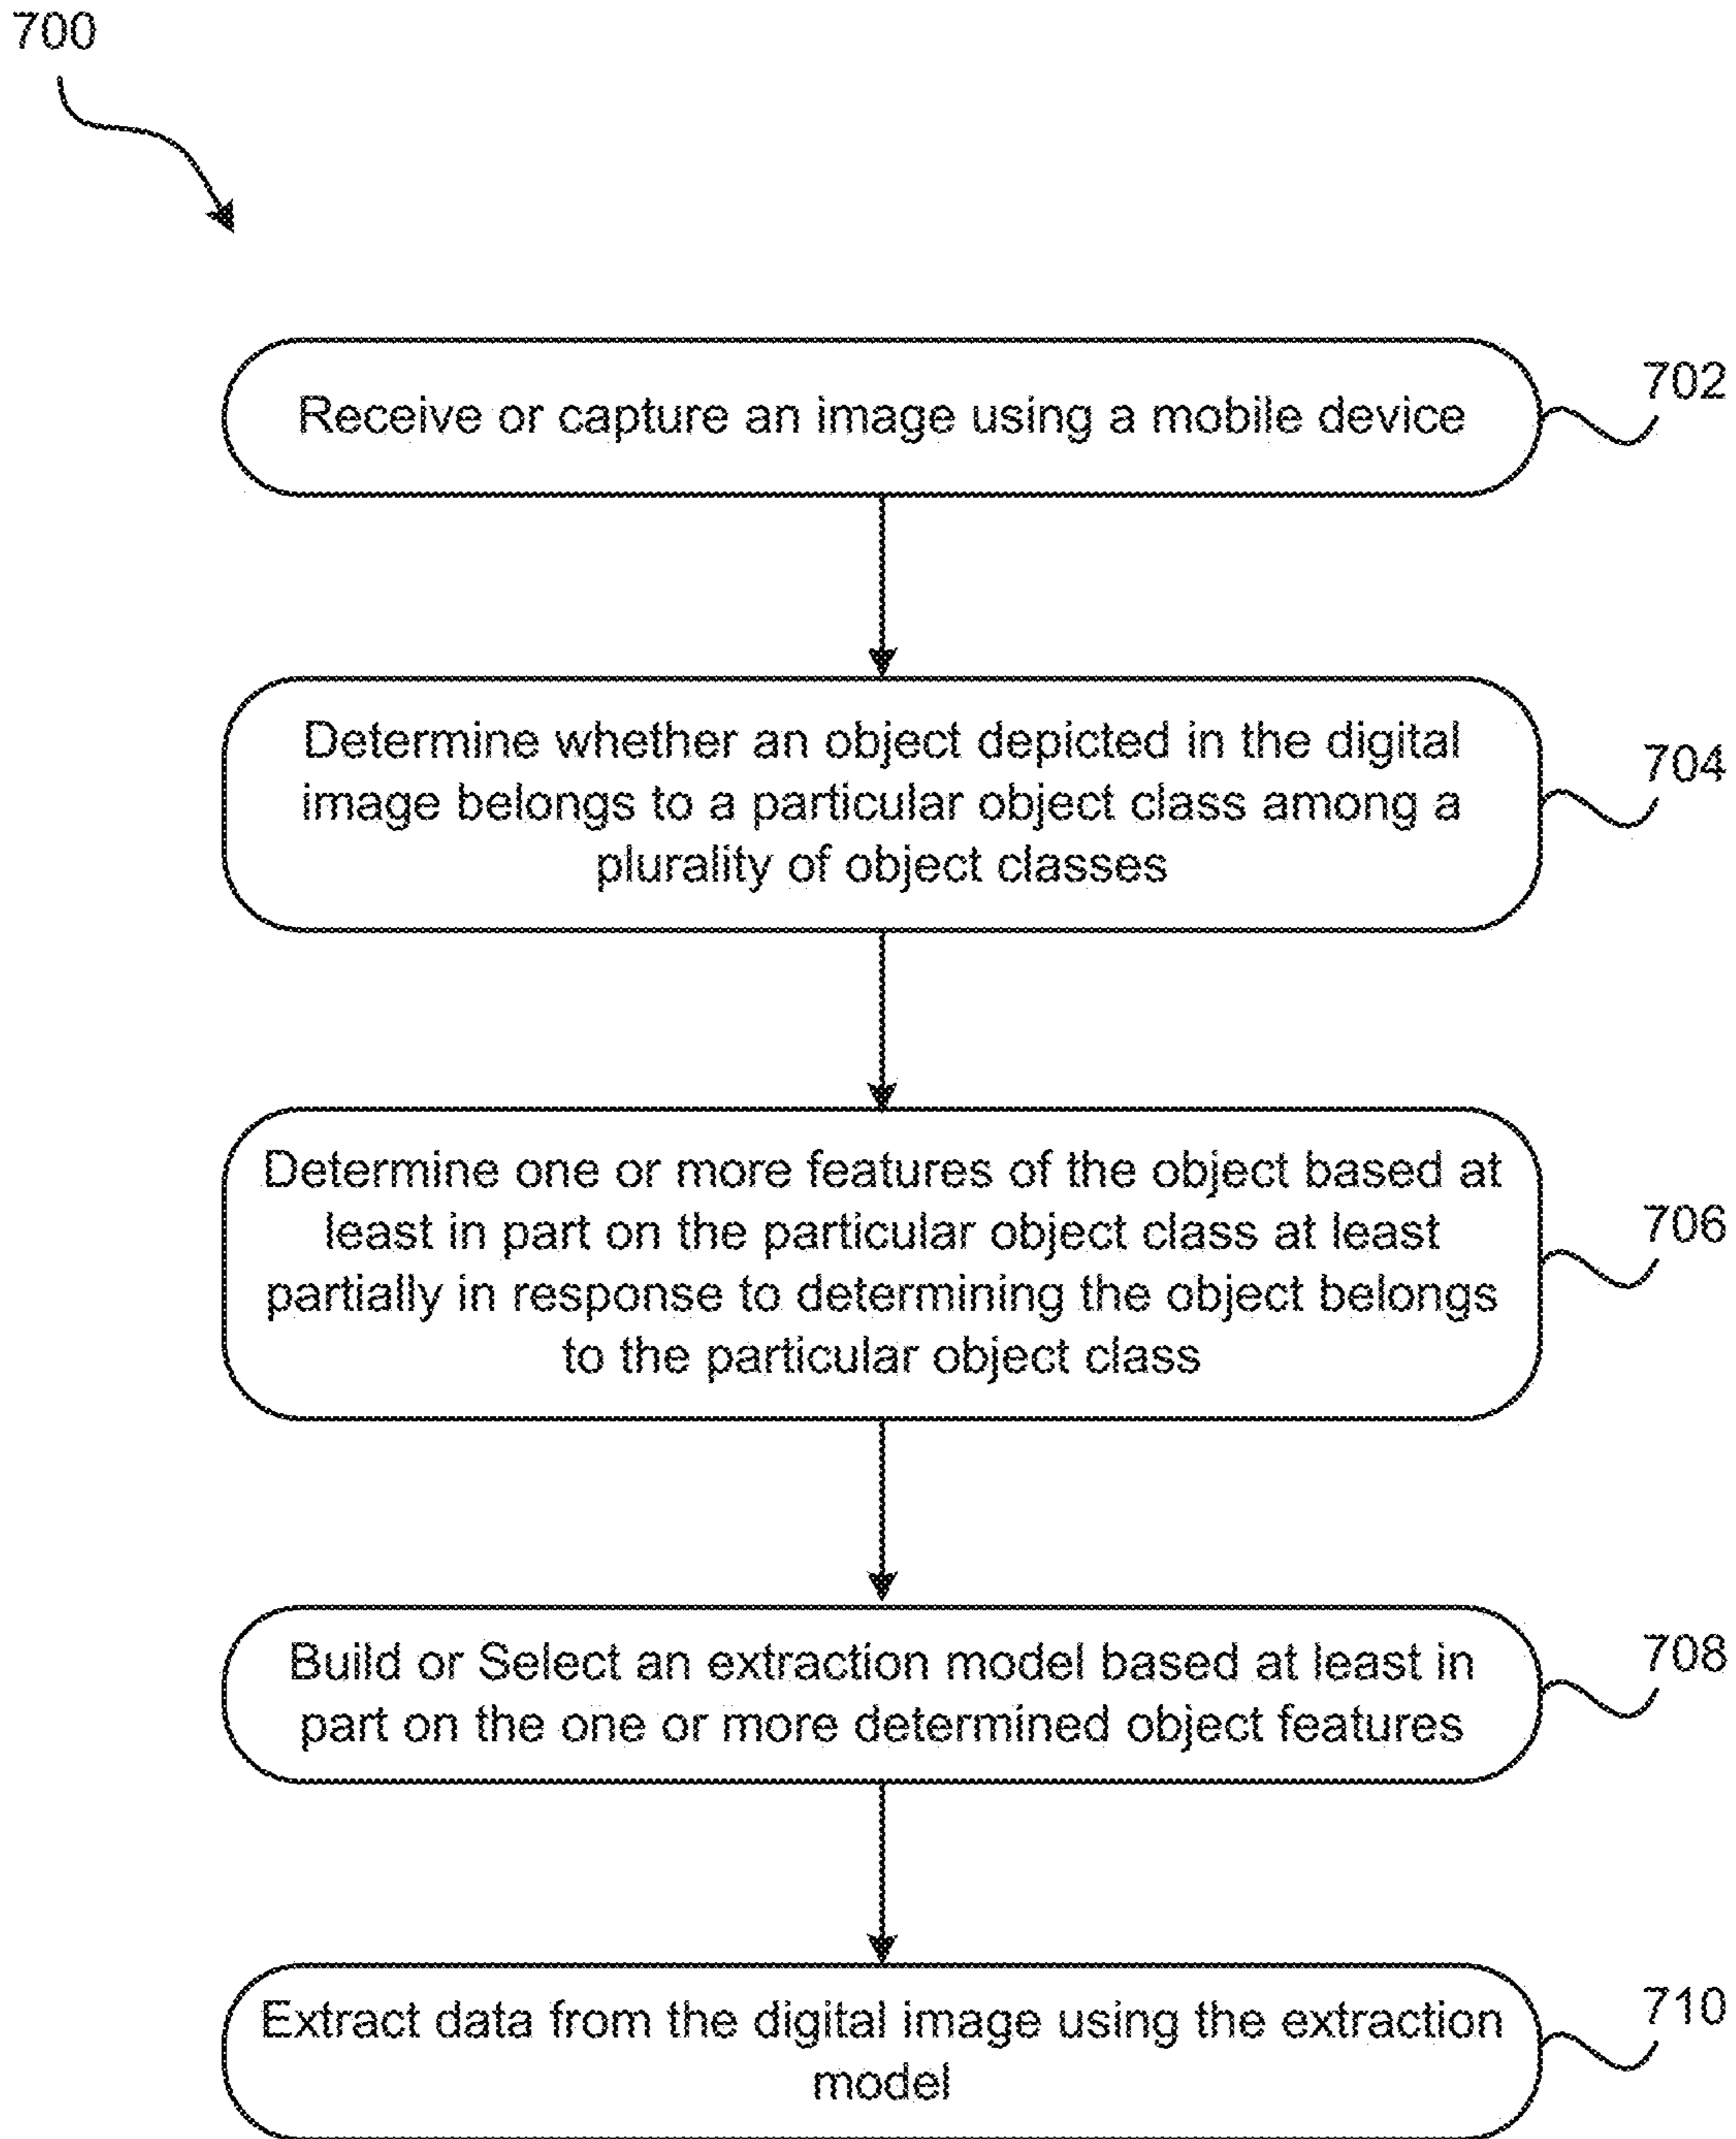 700
Receive or capture an image using a mobile device
702
Determine whether an object depicted in the digital
image belongs to a particular object class among a
plurality of object classes
704
Determine one or more features of the object based at
least in part on the particular object class at least
partially in response to determining the object belongs
to the particular object class
706
Build or Select an extraction model based at least in
part on the one or more determined object features
708
Extract data from the digital image using the extraction
model
710